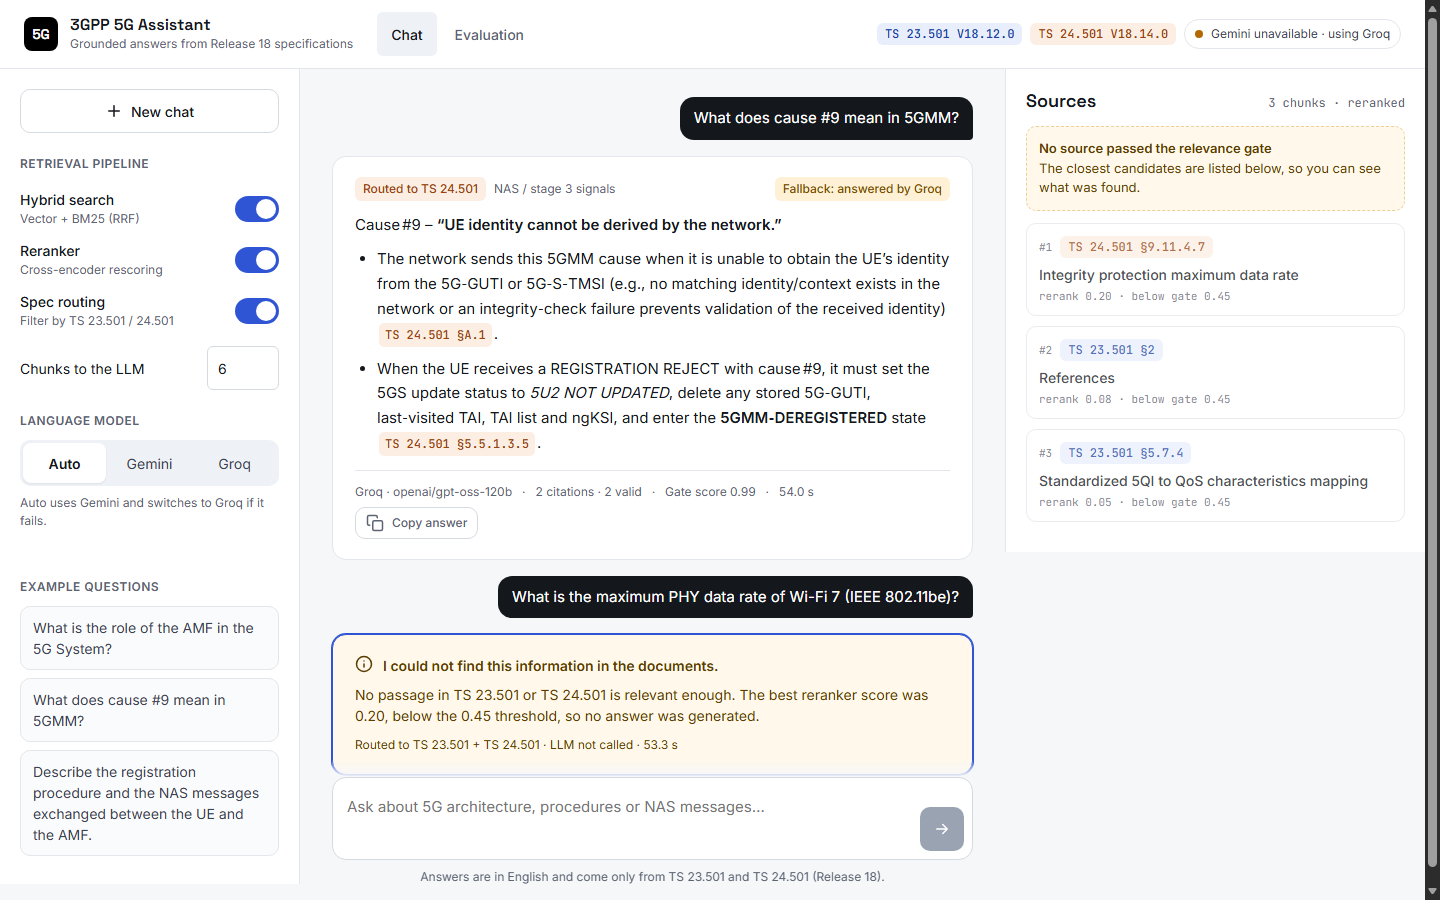 5G
3GPP 5G Assistant
Grounded answers from Release 18 specifications
Chat
Evaluation
TS 23.501 V18.12.0
TS 24.501 V18.14.0
Gemini unavailable · using Groq
New chat
RETRIEVAL PIPELINE
Hybrid search
Vector + BM25 (RRF)
Reranker
Cross-encoder rescoring
Spec routing
Filter by TS 23.501 / 24.501
Chunks to the LLM
6
LANGUAGE MODEL
Auto
Gemini
Groq
Auto uses Gemini and switches to Groq if it
fails.
EXAMPLE QUESTIONS
What is the role of the AMF in the
5G System?
What does cause #9 mean in
5GMM?
Describe the registration
procedure and the NAS messages
exchanged between the UE and
the AMF.
What does cause #9 mean in 5GMM?
Routed to TS 24.501
NAS / stage 3 signals
Fallback: answered by Groq
Cause #9 – “UE identity cannot be derived by the network.”
• The network sends this 5GMM cause when it is unable to obtain the UE’s identity
from the 5G-GUTI or 5G-S-TMSI (e.g., no matching identity/context exists in the
network or an integrity-check failure prevents validation of the received identity)
TS 24.501 §A.1 .
• When the UE receives a REGISTRATION REJECT with cause #9, it must set the
5GS update status to 5U2 NOT UPDATED, delete any stored 5G-GUTI,
last-visited TAI, TAI list and ngKSI, and enter the 5GMM-DEREGISTERED state
TS 24.501 §5.5.1.3.5 .
Groq · openai/gpt-oss-120b · 2 citations · 2 valid · Gate score 0.99 · 54.0 s
Copy answer
What is the maximum PHY data rate of Wi-Fi 7 (IEEE 802.11be)?
I could not find this information in the documents.
No passage in TS 23.501 or TS 24.501 is relevant enough. The best reranker score was
0.20, below the 0.45 threshold, so no answer was generated.
Routed to TS 23.501 + TS 24.501 · LLM not called · 53.3 s
Ask about 5G architecture, procedures or NAS messages...
Answers are in English and come only from TS 23.501 and TS 24.501 (Release 18).
Sources
3 chunks · reranked
No source passed the relevance gate
The closest candidates are listed below, so you can see
what was found.
#1 TS 24.501 §9.11.4.7
Integrity protection maximum data rate
rerank 0.20 · below gate 0.45
#2 TS 23.501 §2
References
rerank 0.08 · below gate 0.45
#3 TS 23.501 §5.7.4
Standardized 5QI to QoS characteristics mapping
rerank 0.05 · below gate 0.45